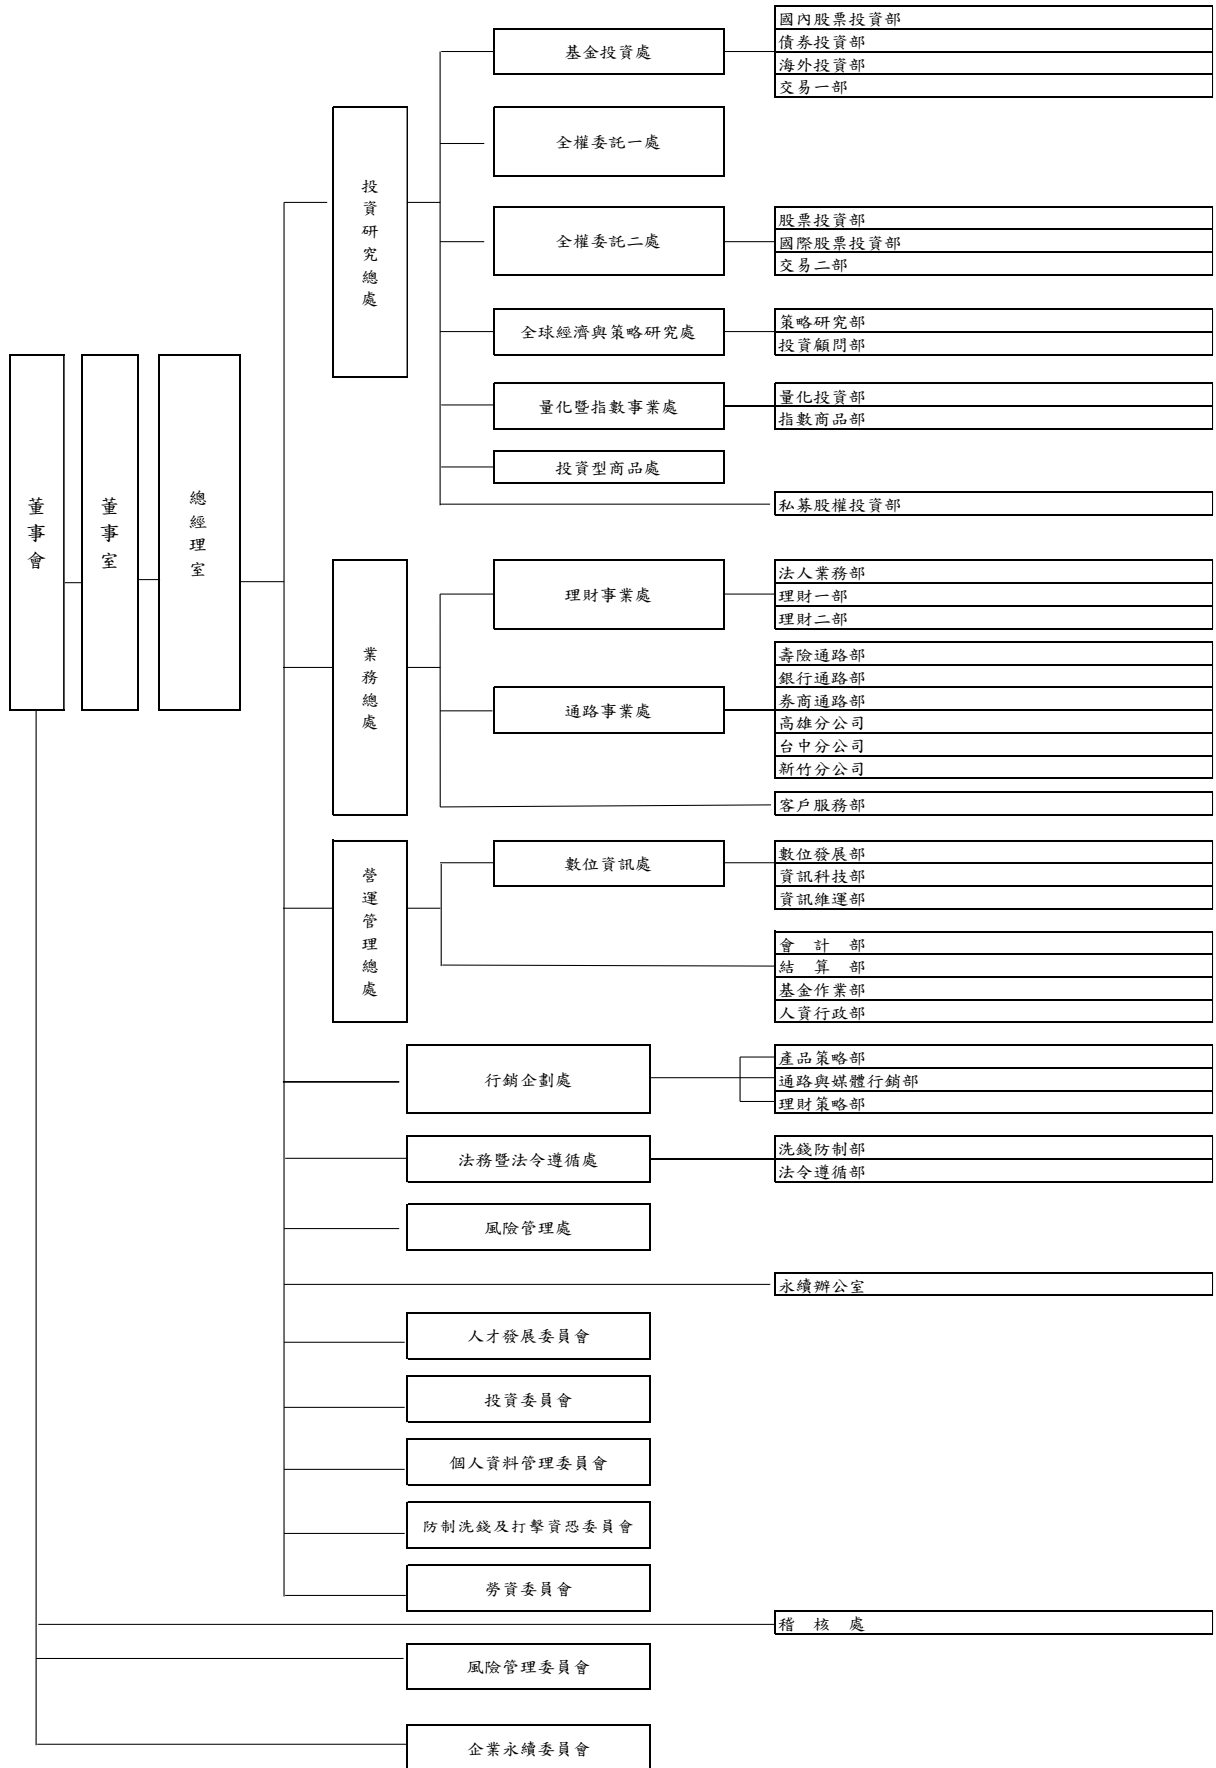 董事會
董事室
總經理室
投資研究總處
基金投資處
國內股票投資部
債券投資部
海外投資部
交易一部
全權委託一處
全權委託二處
股票投資部
國際股票投資部
交易二部
全球經濟與策略研究處
策略研究部
投資顧問部
量化暨指數事業處
量化投資部
指數商品部
投資型商品處
私募股權投資部
業務總處
理財事業處
法人業務部
理財一部
理財二部
通路事業處
壽險通路部
銀行通路部
券商通路部
高雄分公司
台中分公司
新竹分公司
客戶服務部
營運管理總處
數位資訊處
數位發展部
資訊科技部
資訊維運部
會 計 部
結 算 部
基金作業部
人資行政部
行銷企劃處
產品策略部
通路與媒體行銷部
理財策略部
法務暨法令遵循處
洗錢防制部
法令遵循部
風險管理處
永續辦公室
人才發展委員會
投資委員會
個人資料管理委員會
防制洗錢及打擊資恐委員會
勞資委員會
稽 核 處
風險管理委員會
企業永續委員會